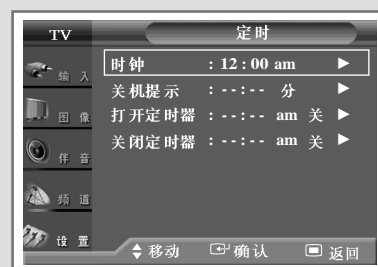 TV
定时
输入
图像
伴音
频道
设置
时钟 : 12 : 00 am ►
关机提示 : - - : - - 分 ►
打开定时器 : - - : - - am 关 ►
关闭定时器 : - - : - - am 关 ►
移动 确认 返回